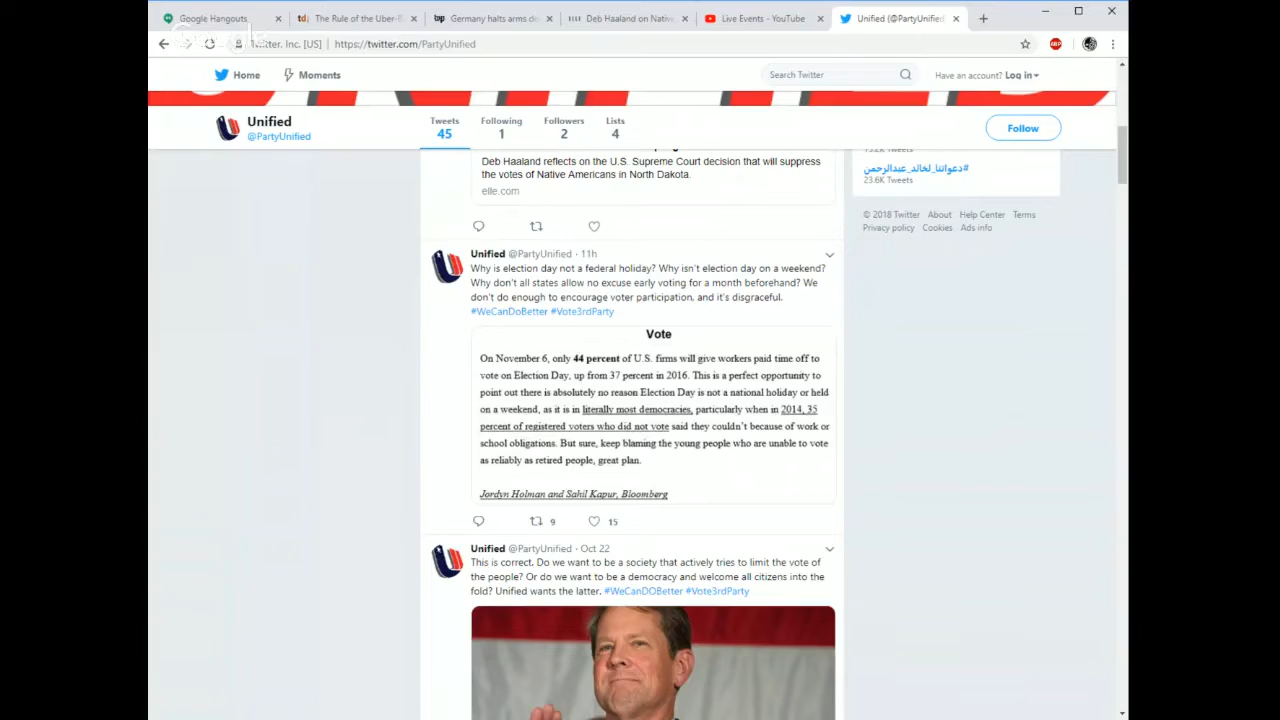 Google Hangouts
The Rule of the Uber-
Germany halts arms de
Deb Haaland on Native
Live Events - YouTube
Unified (@PartyUnified)
Twitter, Inc. [US] | https://twitter.com/PartyUnified
Home
Moments
Search Twitter
Have an account? Log in
Unified
@PartyUnified
Tweets
45
Following
1
Followers
2
Lists
4
Follow
Deb Haaland reflects on the U.S. Supreme Court decision that will suppress
the votes of Native Americans in North Dakota.
elle.com
#دعواتنا_لخالد_عبدالرحمن
23.6K Tweets
© 2018 Twitter About Help Center Terms
Privacy policy Cookies Ads info
Unified @PartyUnified · 11h
Why is election day not a federal holiday? Why isn't election day on a weekend?
Why don't all states allow no excuse early voting for a month beforehand? We
don't do enough to encourage voter participation, and it's disgraceful.
#WeCanDoBetter #Vote3rdParty
Vote
On November 6, only 44 percent of U.S. firms will give workers paid time off to
vote on Election Day, up from 37 percent in 2016. This is a perfect opportunity to
point out there is absolutely no reason Election Day is not a national holiday or held
on a weekend, as it is in literally most democracies, particularly when in 2014, 35
percent of registered voters who did not vote said they couldn't because of work or
school obligations. But sure, keep blaming the young people who are unable to vote
as reliably as retired people, great plan.
Jordyn Holman and Sahil Kapur, Bloomberg
9
15
Unified @PartyUnified · Oct 22
This is correct. Do we want to be a society that actively tries to limit the vote of
the people? Or do we want to be a democracy and welcome all citizens into the
fold? Unified wants the latter. #WeCanDOBetter #Vote3rdParty